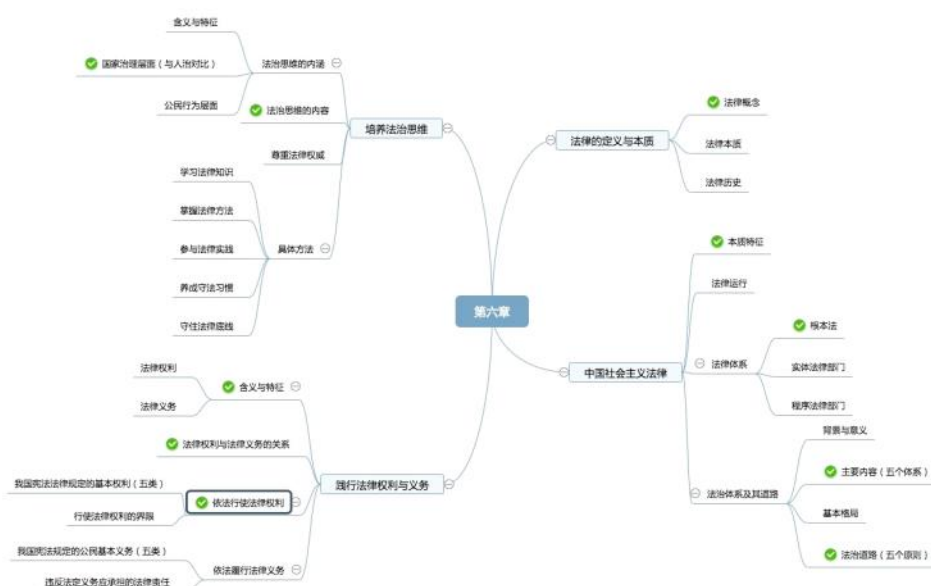 第六章
法律的定义与本质
法律概念
法律本质
法律历史
中国社会主义法律
本质特征
法律运行
法律体系
根本法
实体法律部门
程序法律部门
法治体系及其道路
背景与意义
主要内容（五个体系）
基本格局
法治道路（五个原则）
培养法治思维
法治思维的内涵
含义与特征
国家治理层面（与人治对比）
公民行为层面
法治思维的内容
尊重法律权威
具体方法
学习法律知识
掌握法律方法
参与法律实践
养成守法习惯
守住法律底线
践行法律权利与义务
含义与特征
法律权利
法律义务
法律权利与法律义务的关系
依法行使法律权利
我国宪法法律规定的基本权利（五类）
行使法律权利的界限
依法履行法律义务
我国宪法规定的公民基本义务（五类）
违反法定义务应承担的法律责任